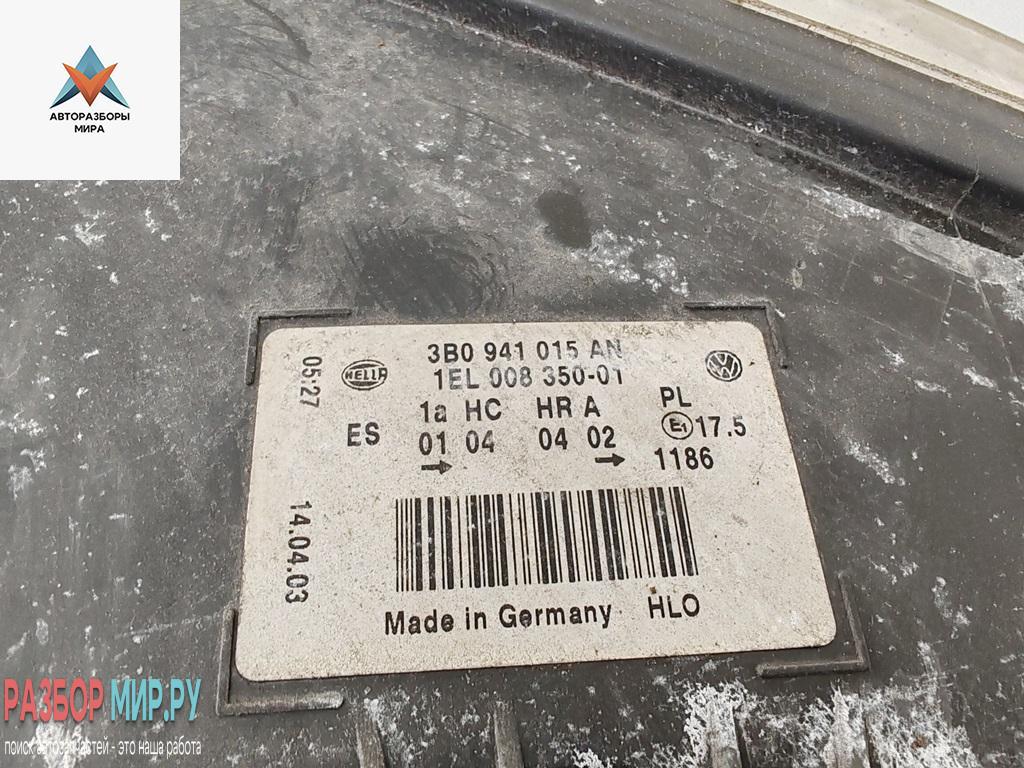 АВТОРАЗБОРЫ
МИРА
3B0 941 015 AN
1EL 008 350-01
HELLA
05:27
1a HC HR A PL
ES 01 04 04 02 E1 17.5
1186
14.04.03
Made in Germany HLO
РАЗБОР МИР.РУ
поиск автозапчастей - это наша работа